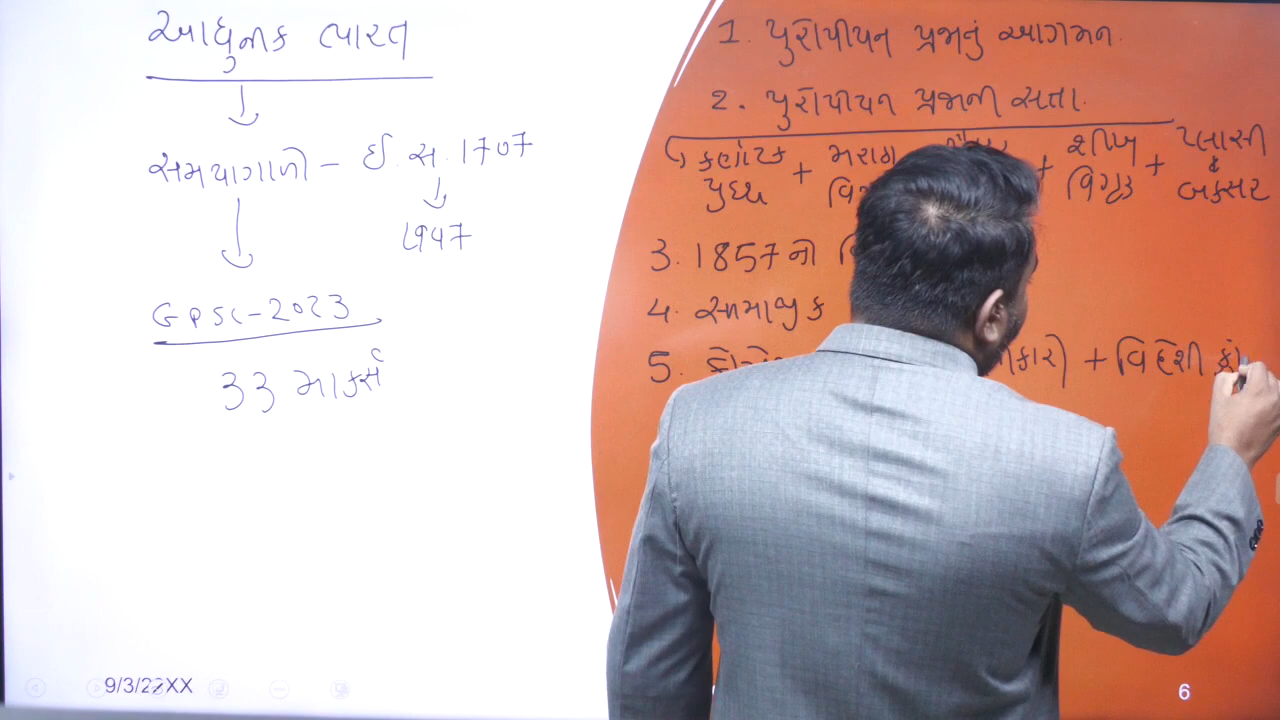 આધુનીક ભારત
સમયાગાળો - ઈ.સ. 1707
1947
GPSC-2023
33 માર્ક્સ
1. યુરોપીયન પ્રજાનું આગમન.
2. યુરોપીયન પ્રજાની સત્તા.
કર્ણાટક + મરાઠા + શીખ + પ્લાસી
યુધ્ધ વિગ્રહ &
બક્સર
3. 1857નો
4. સામાજીક
5. + વિદેશી
9/3/22XX
6